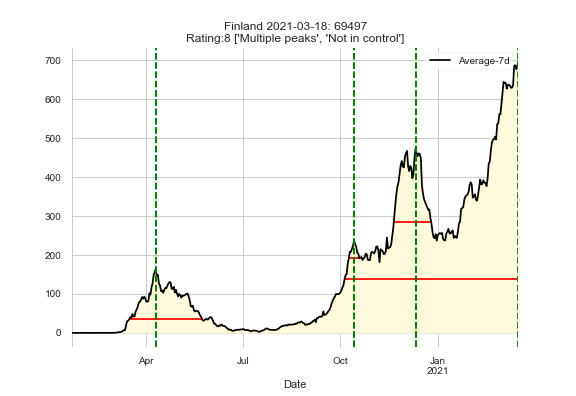 Finland 2021-03-18: 69497
Rating:8 ['Multiple peaks', 'Not in control']
Average-7d
700
600
500
400
300
200
100
0
Apr
Jul
Oct
Jan
2021
Date